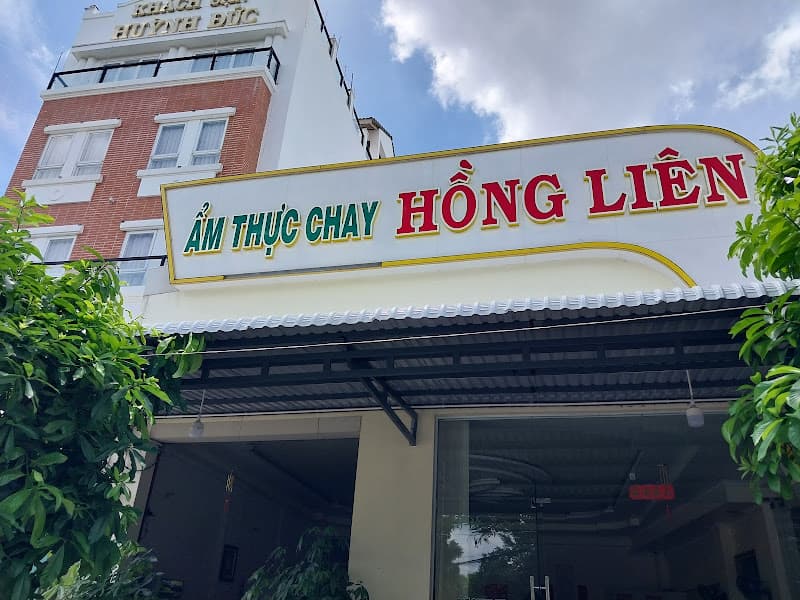 KHÁCH SẠN
HUỲNH ĐỨC
ẨM THỰC CHAY HỒNG LIÊN